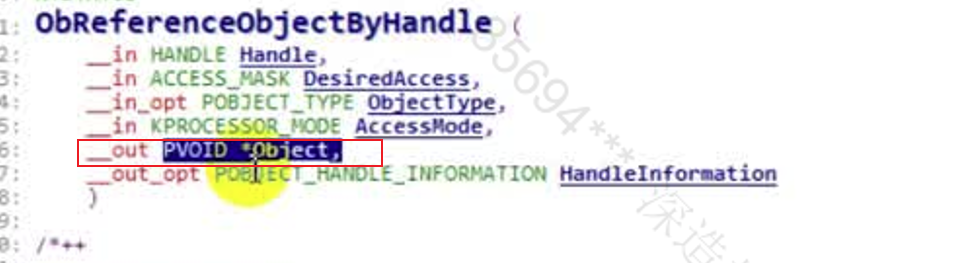 1: ObReferenceObjectByHandle (
2: __in HANDLE Handle,
3: __in ACCESS_MASK DesiredAccess,
4: __in_opt POBJECT_TYPE ObjectType,
5: __in KPROCESSOR_MODE AccessMode,
6: __out PVOID *Object,
7: __out_opt POBJECT_HANDLE_INFORMATION HandleInformation
8: )
9:
0: /*++
85694****
深造